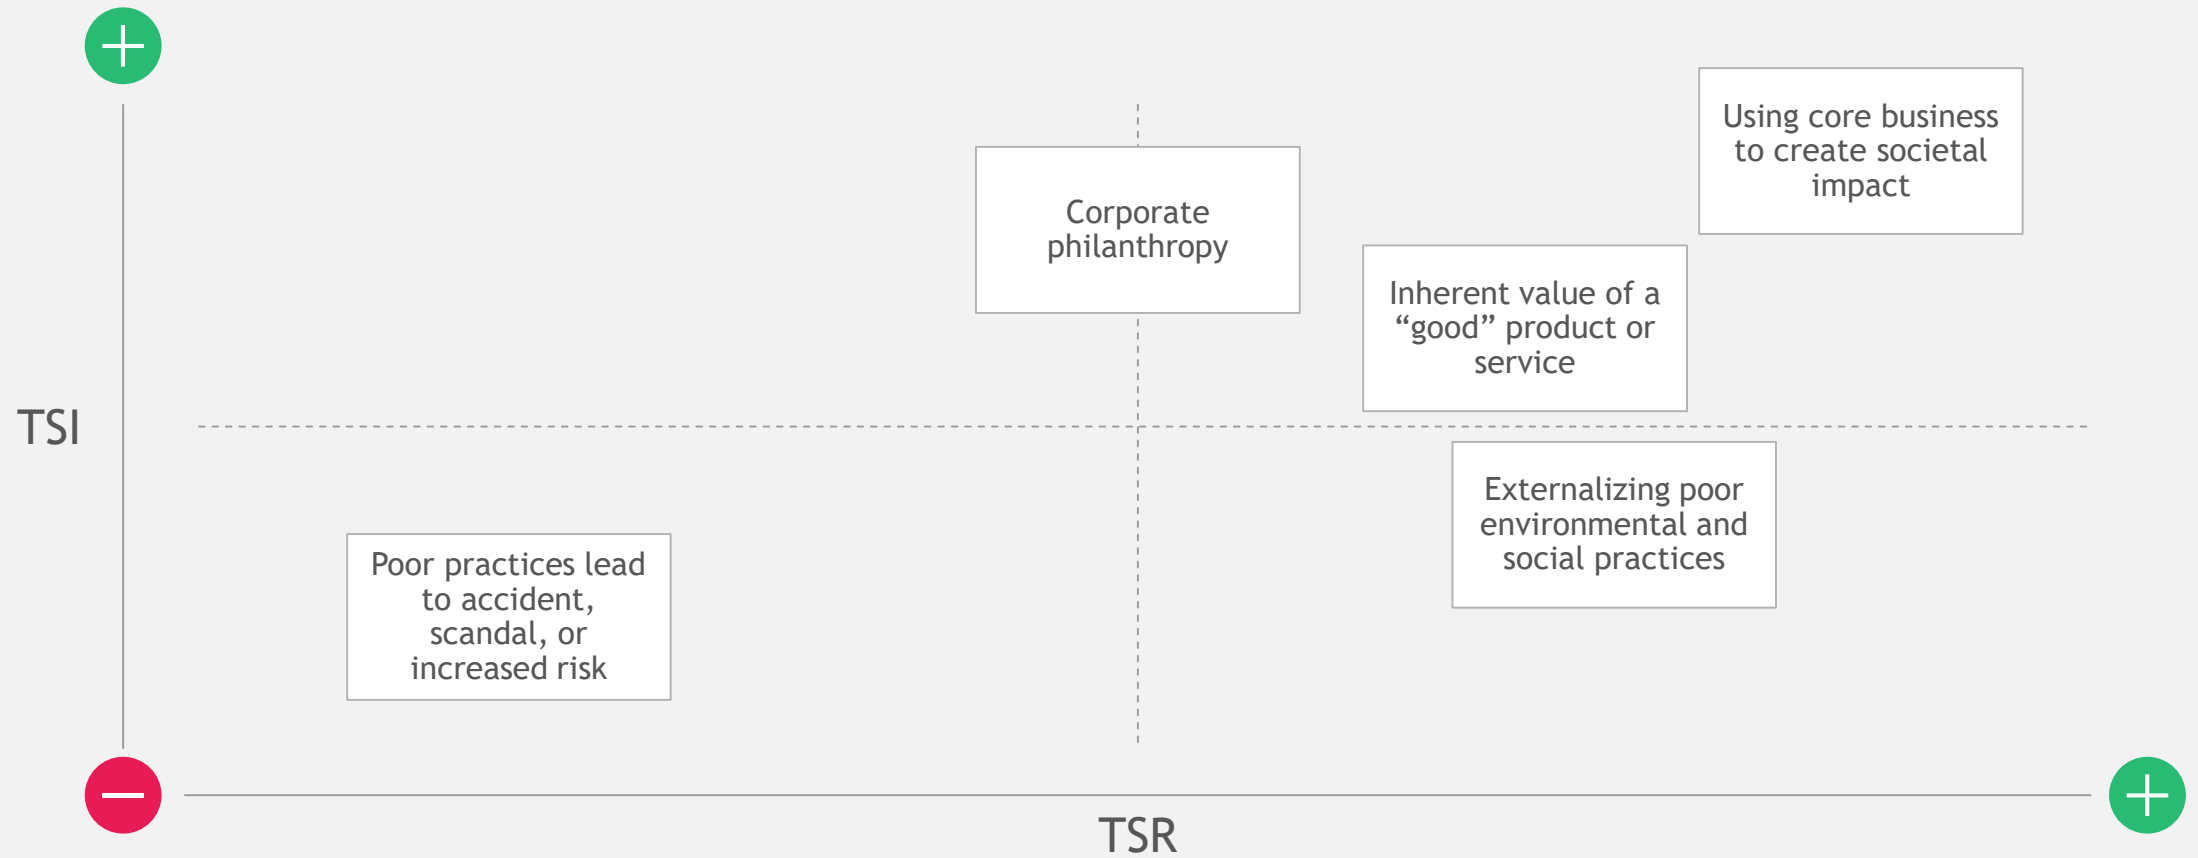 Using core business
to create societal
impact
Corporate
philanthropy
Inherent value of a
“good” product or
service
TSI
Externalizing poor
environmental and
social practices
Poor practices lead
to accident,
scandal, or
increased risk
TSR